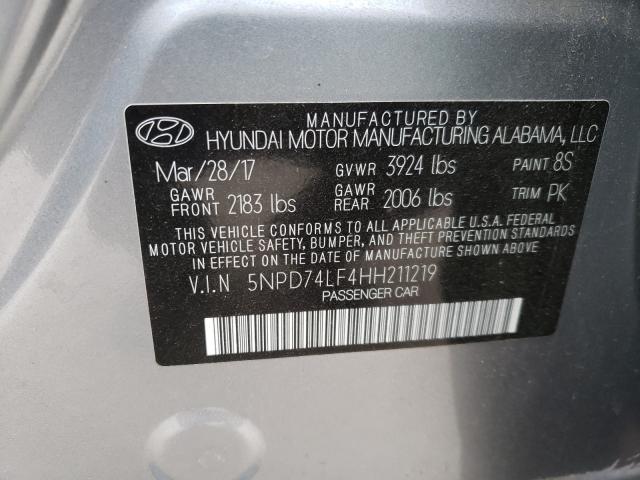 MANUFACTURED BY
HYUNDAI MOTOR MANUFACTURING ALABAMA, LLC
Mar/28/17 GVWR 3924 lbs PAINT 8S
GAWR FRONT 2183 lbs GAWR REAR 2006 lbs TRIM PK
THIS VEHICLE CONFORMS TO ALL APPLICABLE U.S.A. FEDERAL
MOTOR VEHICLE SAFETY, BUMPER, AND THEFT PREVENTION STANDARDS
IN EFFECT ON THE DATE OF MANUFACTURE SHOWN ABOVE.
V.I.N 5NPD74LF4HH211219
PASSENGER CAR